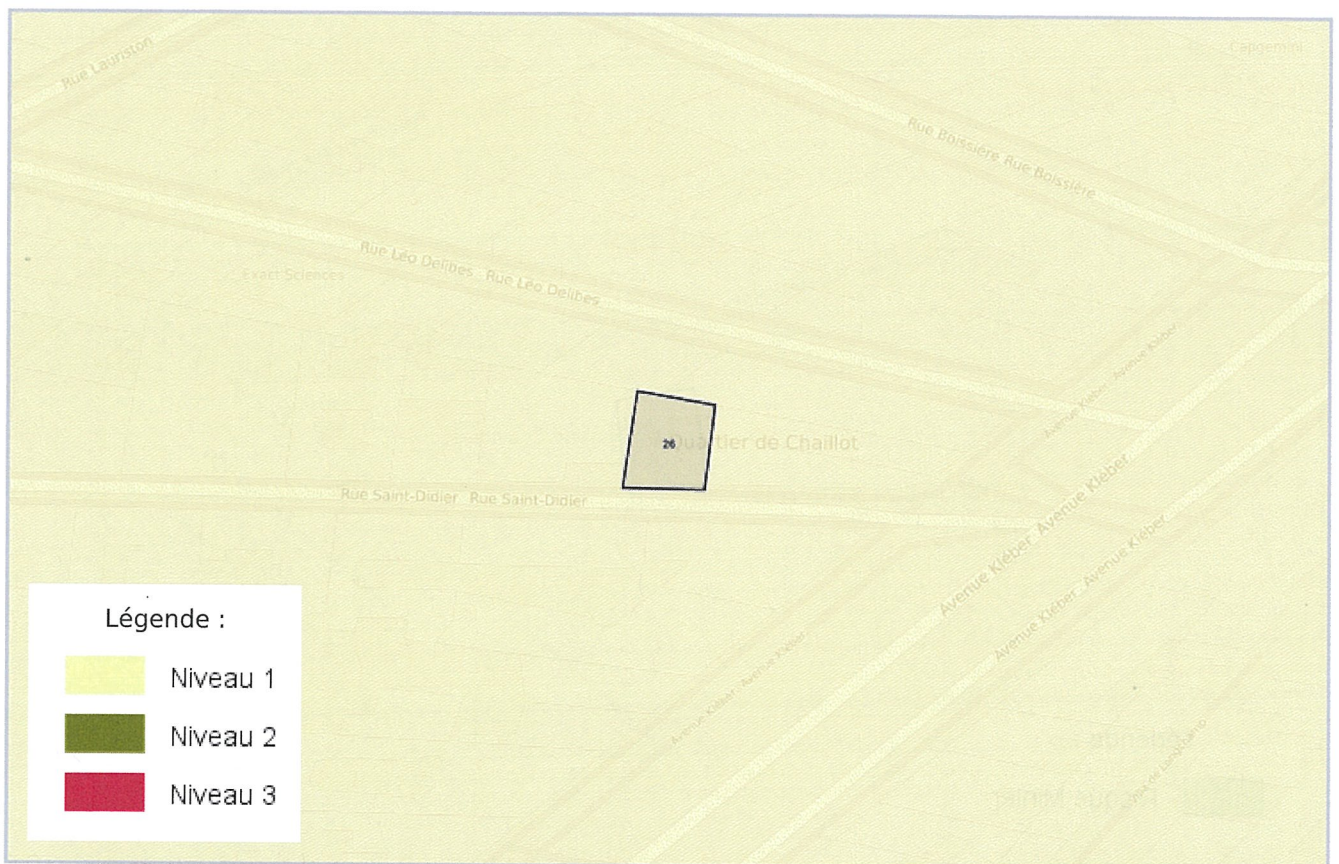 Capgemini
Rue Lauriston
Rue Boissière Rue Boissière
Rue Léo Delibes Rue Léo Delibes
Exact Sciences
Avenue Kléber Avenue Kléber
26
Quartier de Chaillot
Rue Saint-Didier Rue Saint-Didier
Avenue Kléber Avenue Kléber
Avenue Kléber Avenue Kléber
Avenue Kléber Avenue Kléber
Légende :
Niveau 1
Niveau 2
Niveau 3